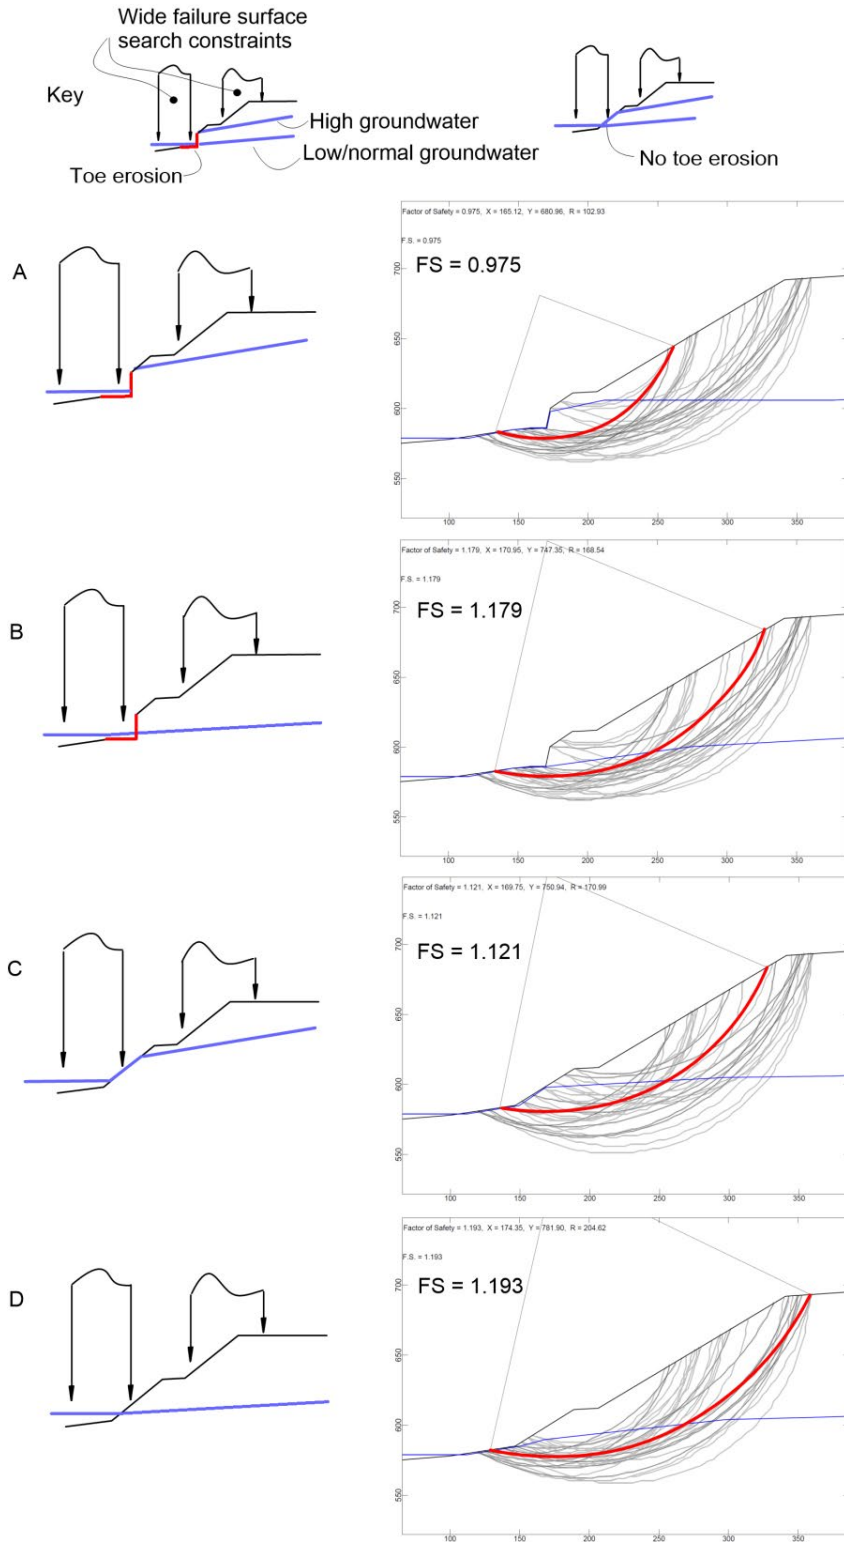 Wide failure surface
search constraints
Key
High groundwater
Low/normal groundwater
Toe erosion
No toe erosion
A
Factor of Safety = 0.975, X = 165.12, Y = 680.96, R = 102.93
F.S. = 0.975
FS = 0.975
700
650
600
550
100 150 200 250 300 350
B
Factor of Safety = 1.179, X = 170.95, Y = 747.35, R = 168.54
F.S. = 1.179
FS = 1.179
700
650
600
550
100 150 200 250 300 350
C
Factor of Safety = 1.121, X = 169.75, Y = 750.94, R = 170.99
F.S. = 1.121
FS = 1.121
700
650
600
550
100 150 200 250 300 350
D
Factor of Safety = 1.193, X = 174.35, Y = 781.90, R = 204.62
F.S. = 1.193
FS = 1.193
700
650
600
550
100 150 200 250 300 350